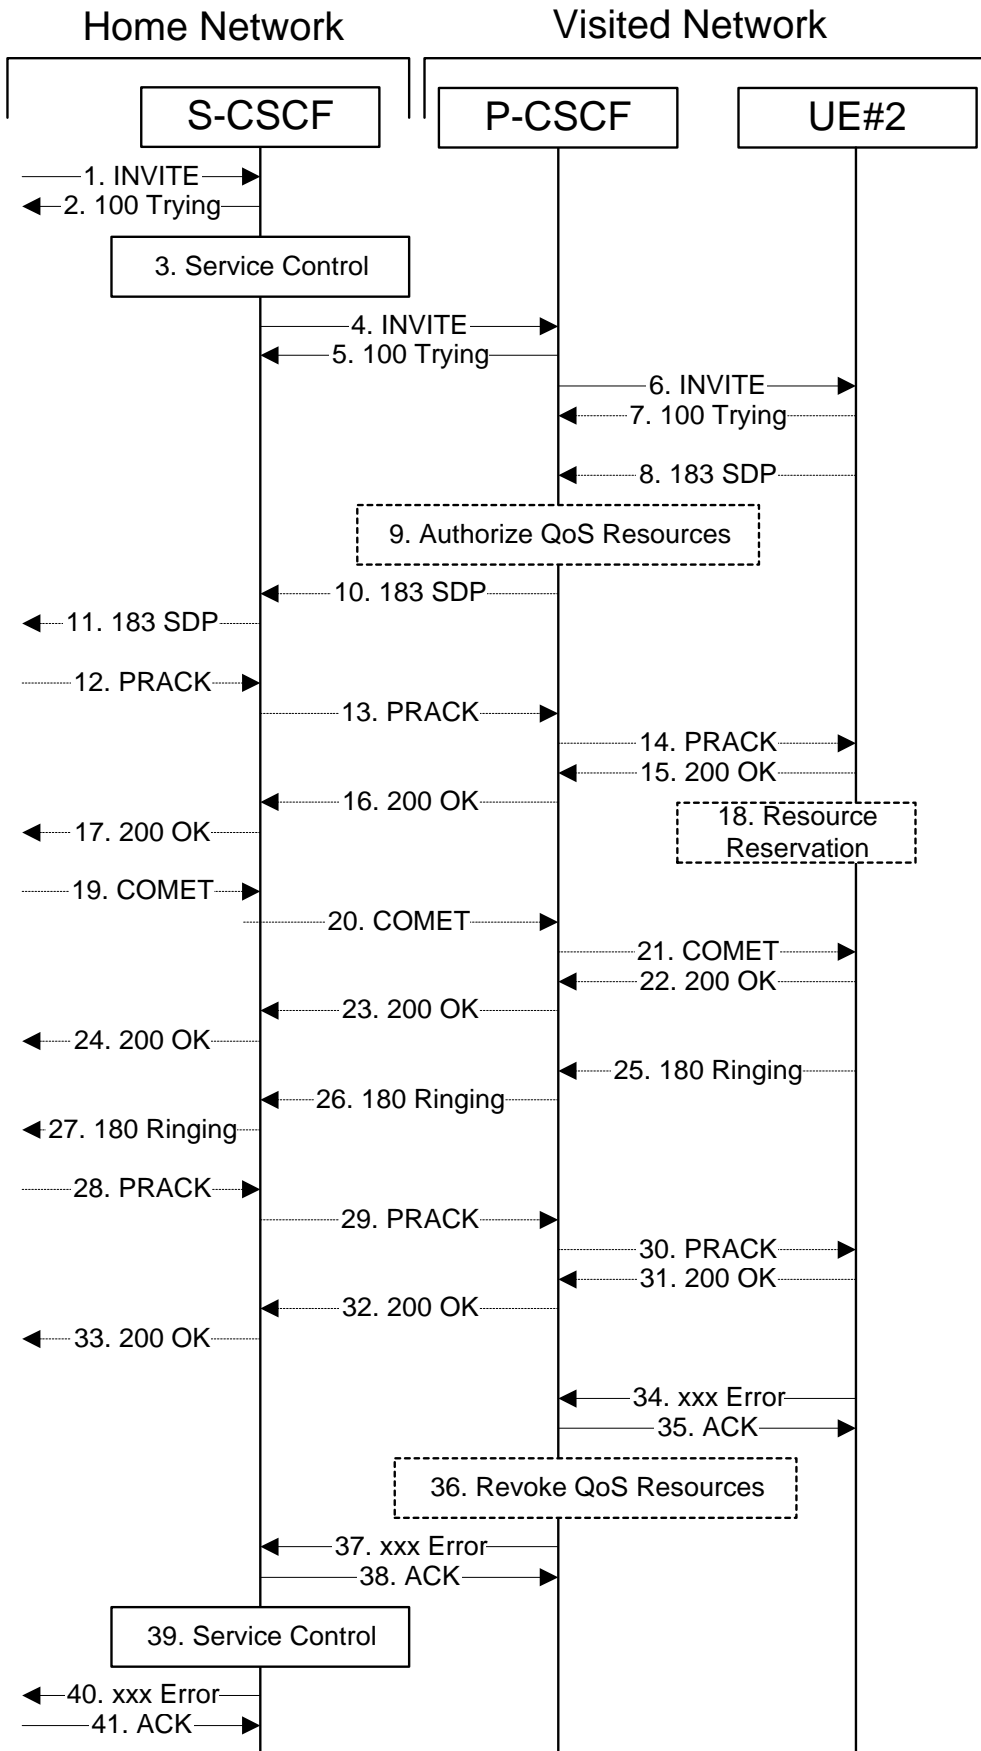 Home Network
Visited Network
S-CSCF
P-CSCF
UE#2
1. INVITE
2. 100 Trying
3. Service Control
4. INVITE
5. 100 Trying
6. INVITE
7. 100 Trying
8. 183 SDP
9. Authorize QoS Resources
10. 183 SDP
11. 183 SDP
12. PRACK
13. PRACK
14. PRACK
15. 200 OK
16. 200 OK
17. 200 OK
18. Resource
Reservation
19. COMET
20. COMET
21. COMET
22. 200 OK
23. 200 OK
24. 200 OK
25. 180 Ringing
26. 180 Ringing
27. 180 Ringing
28. PRACK
29. PRACK
30. PRACK
31. 200 OK
32. 200 OK
33. 200 OK
34. xxx Error
35. ACK
36. Revoke QoS Resources
37. xxx Error
38. ACK
39. Service Control
40. xxx Error
41. ACK